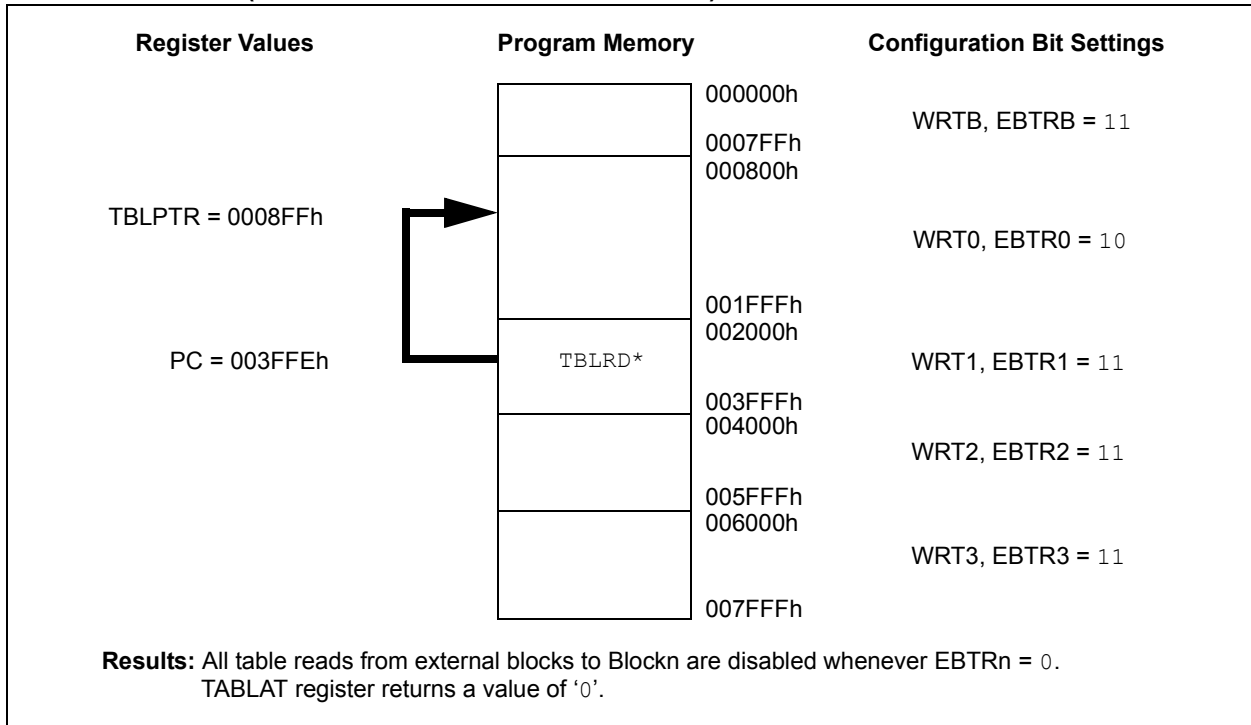 Register Values Program Memory Configuration Bit Settings
000000h
WRTB, EBTRB = 11
0007FFh
000800h
TBLPTR = 0008FFh
WRT0, EBTR0 = 10
001FFFh
002000h
PC = 003FFEh TBLRD* WRT1, EBTR1 = 11
003FFFh
004000h
WRT2, EBTR2 = 11
005FFFh
006000h
WRT3, EBTR3 = 11
007FFFh
Results: All table reads from external blocks to Blockn are disabled whenever EBTRn = 0.
TABLAT register returns a value of ‘0’.